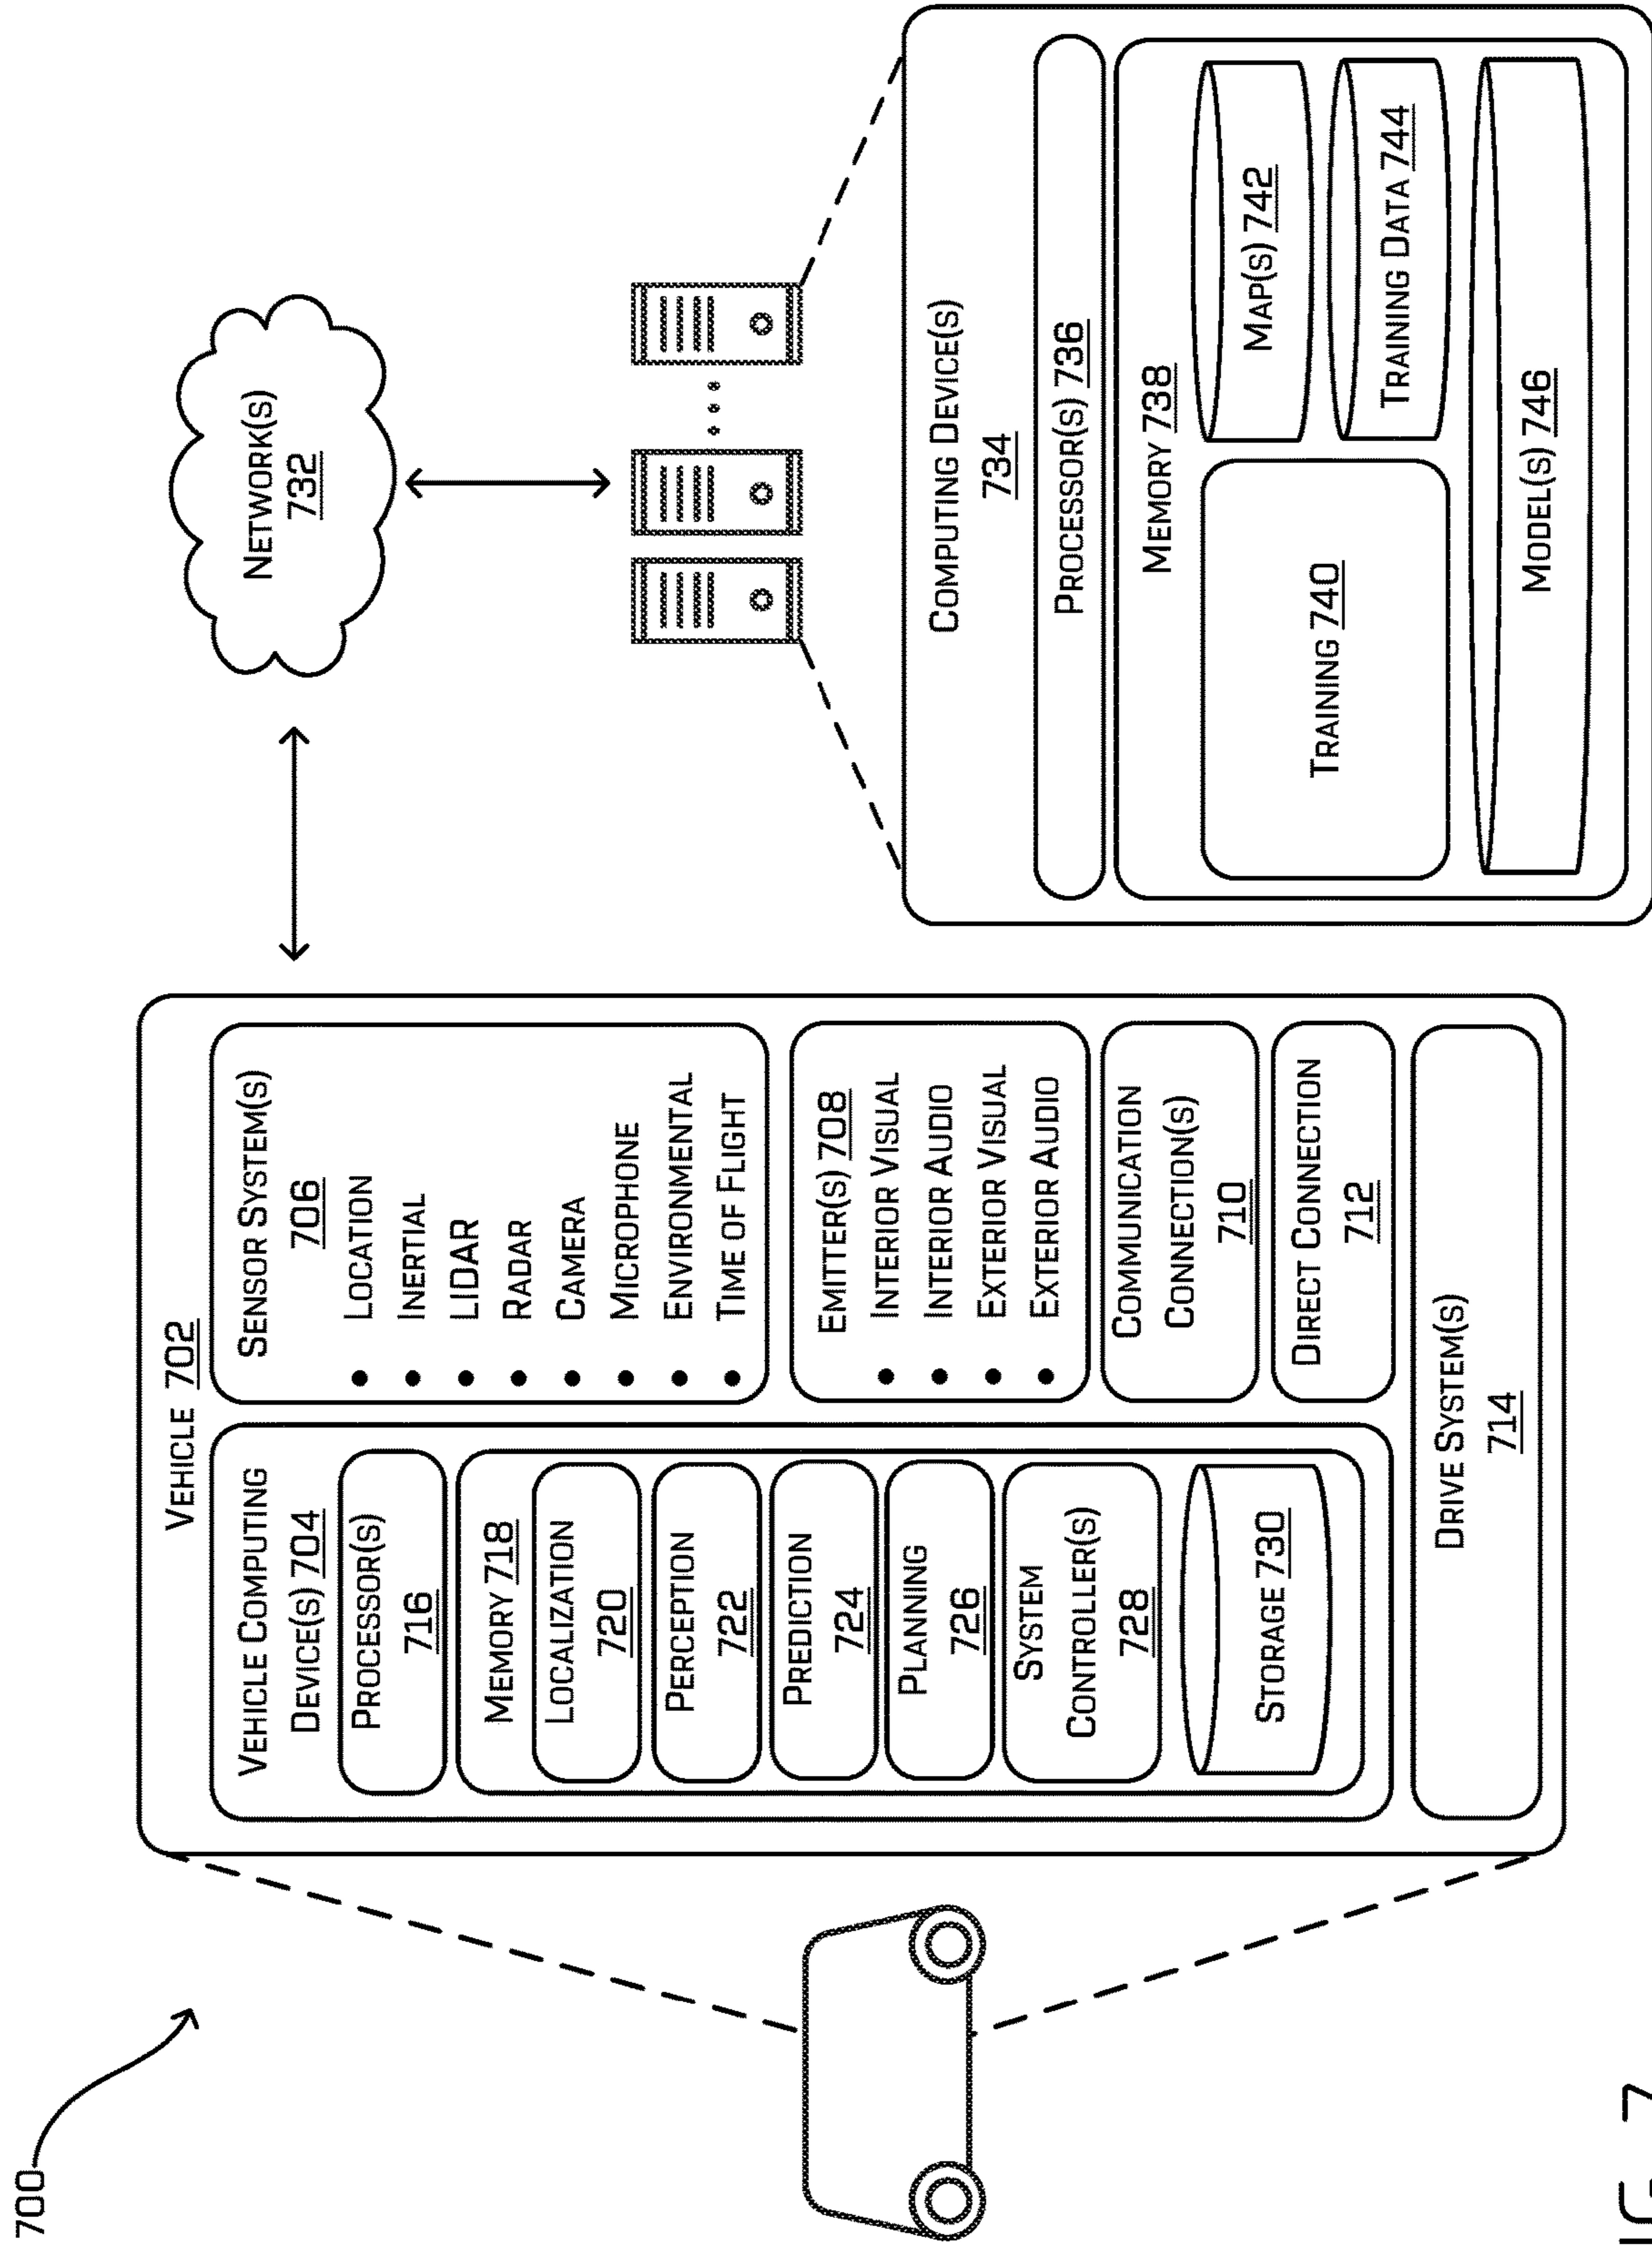 700
VEHICLE 702
VEHICLE COMPUTING
DEVICE(S) 704
PROCESSOR(S)
716
MEMORY 718
LOCALIZATION
720
PERCEPTION
722
PREDICTION
724
PLANNING
726
SYSTEM
CONTROLLER(S)
728
STORAGE 730
SENSOR SYSTEM(S)
706
• LOCATION
• INERTIAL
• LIDAR
• RADAR
• CAMERA
• MICROPHONE
• ENVIRONMENTAL
• TIME OF FLIGHT
EMITTER(S) 708
• INTERIOR VISUAL
• INTERIOR AUDIO
• EXTERIOR VISUAL
• EXTERIOR AUDIO
COMMUNICATION
CONNECTION(S)
710
DIRECT CONNECTION
712
DRIVE SYSTEM(S)
714
NETWORK(S)
732
COMPUTING DEVICE(S)
734
PROCESSOR(S) 736
MEMORY 738
TRAINING 740
MAP(S) 742
TRAINING DATA 744
MODEL(S) 746
IG. 7